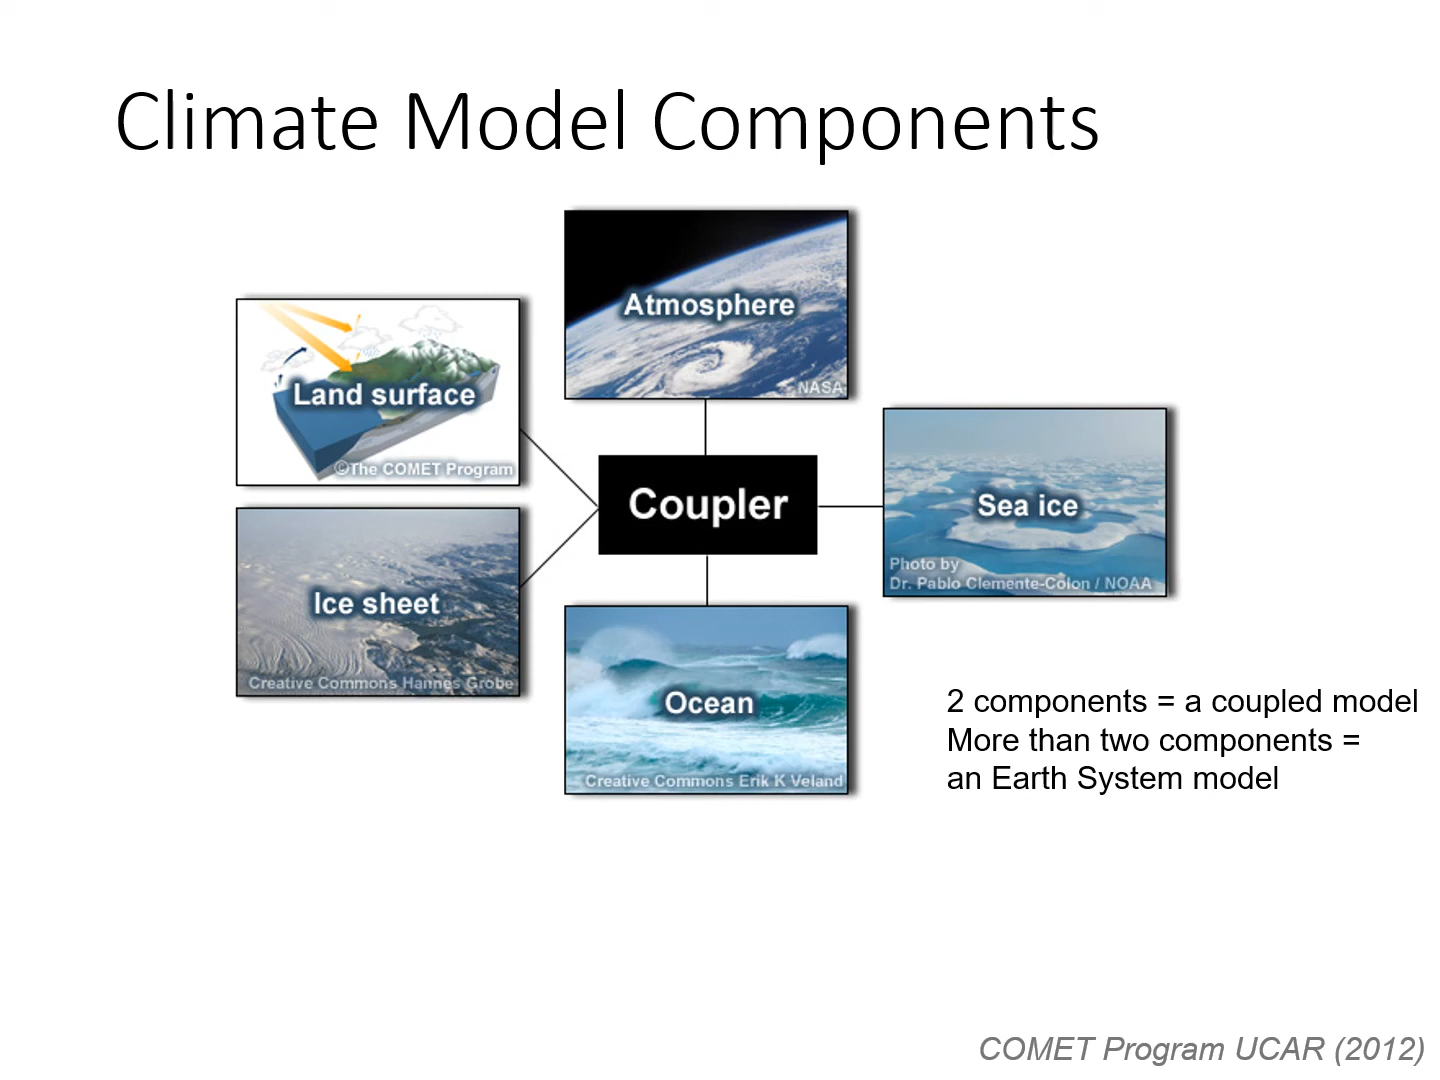 Climate Model Components
Atmosphere
NASA
Land surface
©The COMET Program
Coupler
Sea ice
Photo by
Dr. Pablo Clemente-Colon / NOAA
Ice sheet
Creative Commons Hannes Grobe
Ocean
Creative Commons Erik K Veland
2 components = a coupled model
More than two components =
an Earth System model
COMET Program UCAR (2012)